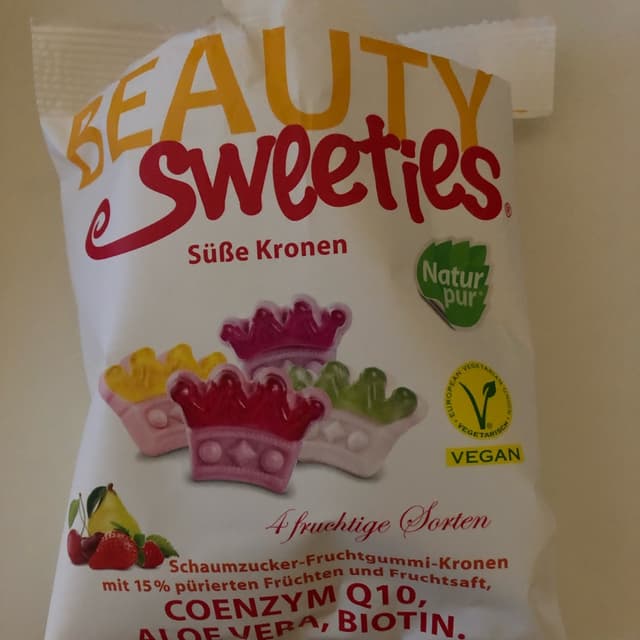 BEAUTY
Sweeties®
Süße Kronen
Natur
pur®
EUROPEAN VEGETARIAN
VEGETARISCH
VEGAN
4 fruchtige Sorten
Schaumzucker-Fruchtgummi-Kronen
mit 15% pürierten Früchten und Fruchtsaft,
COENZYM Q10,
ALOE VERA, BIOTIN.